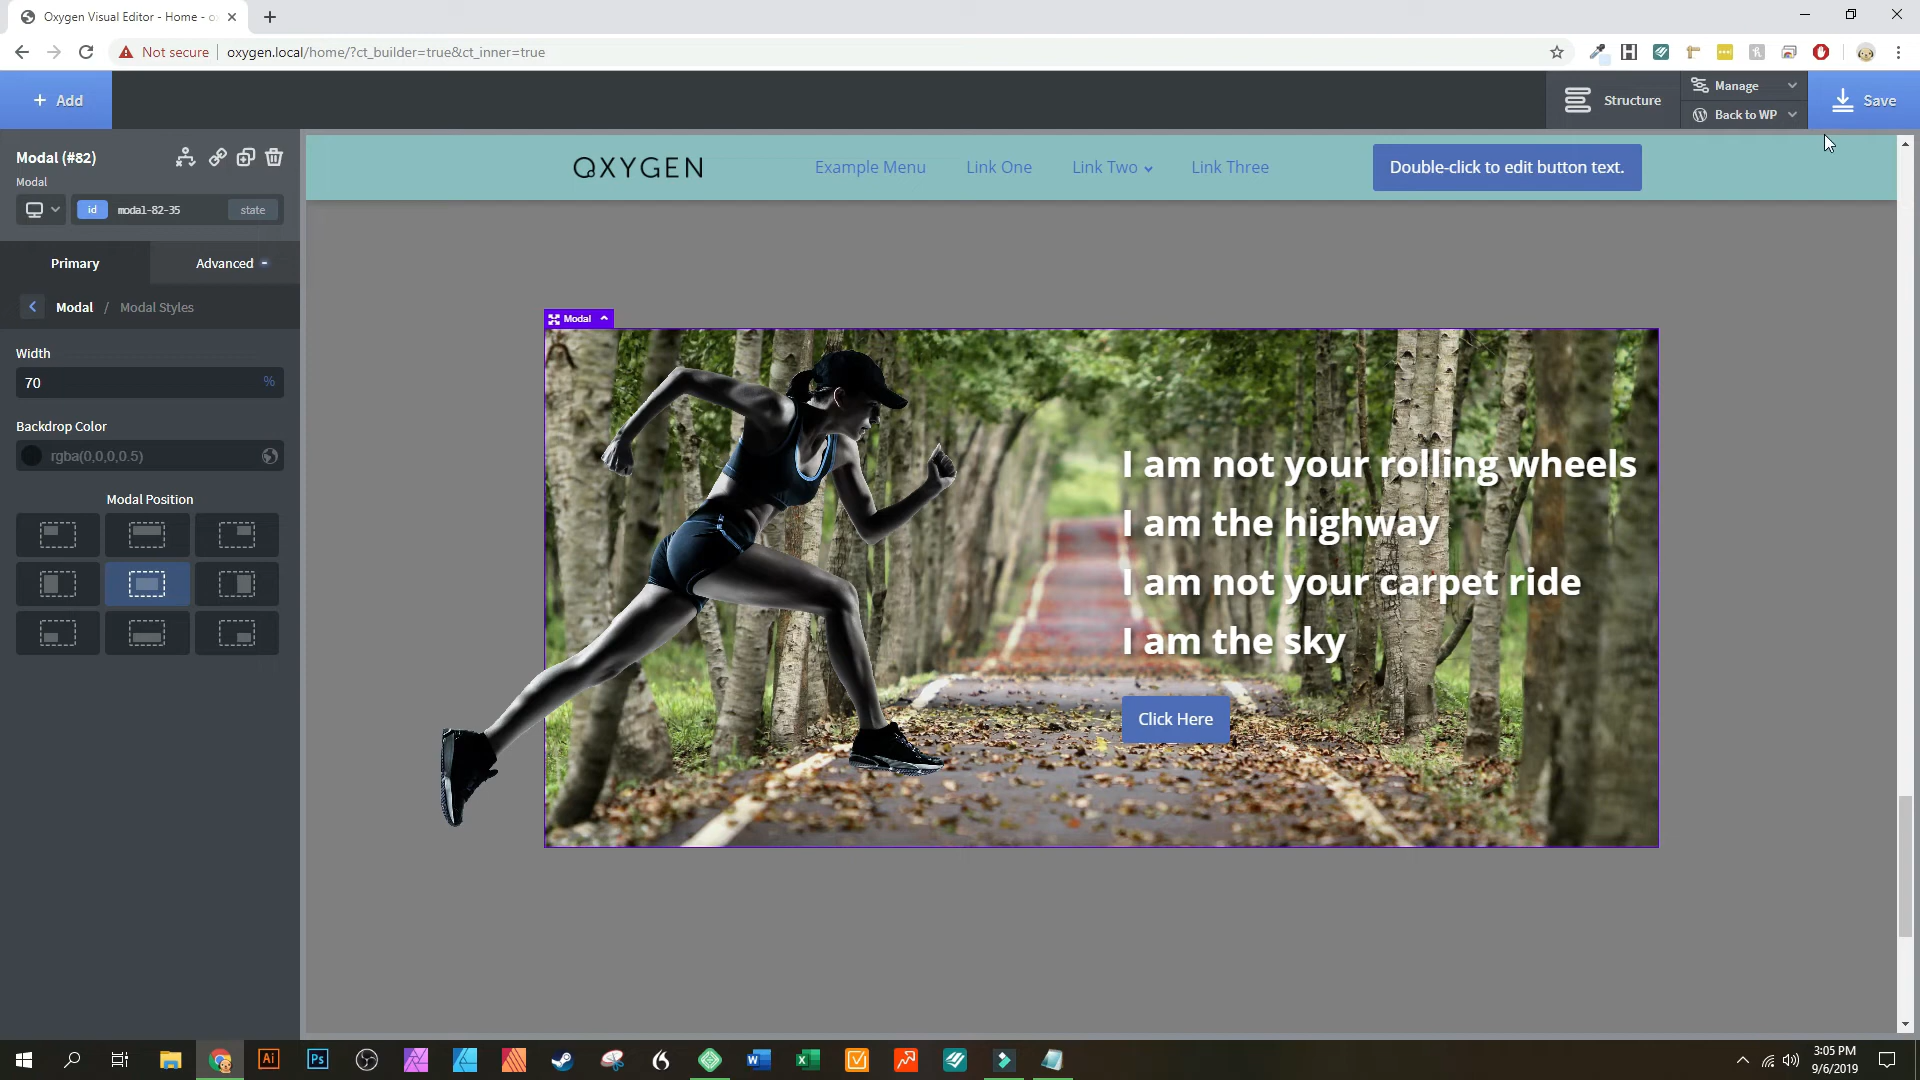 Oxygen Visual Editor - Home - o
Not secure
oxygen.local/home/?ct_builder=true&ct_inner=true
+ Add
Structure
Manage
Back to WP
Save
Modal (#82)
Modal
id modal-82-35 state
Primary
Advanced
Modal / Modal Styles
Width
70 %
Backdrop Color
rgba(0,0,0,0.5)
Modal Position
OXYGEN
Example Menu
Link One
Link Two
Link Three
Double-click to edit button text.
Modal
I am not your rolling wheels
I am the highway
I am not your carpet ride
I am the sky
Click Here
Ai
Ps
3:05 PM
9/6/2019